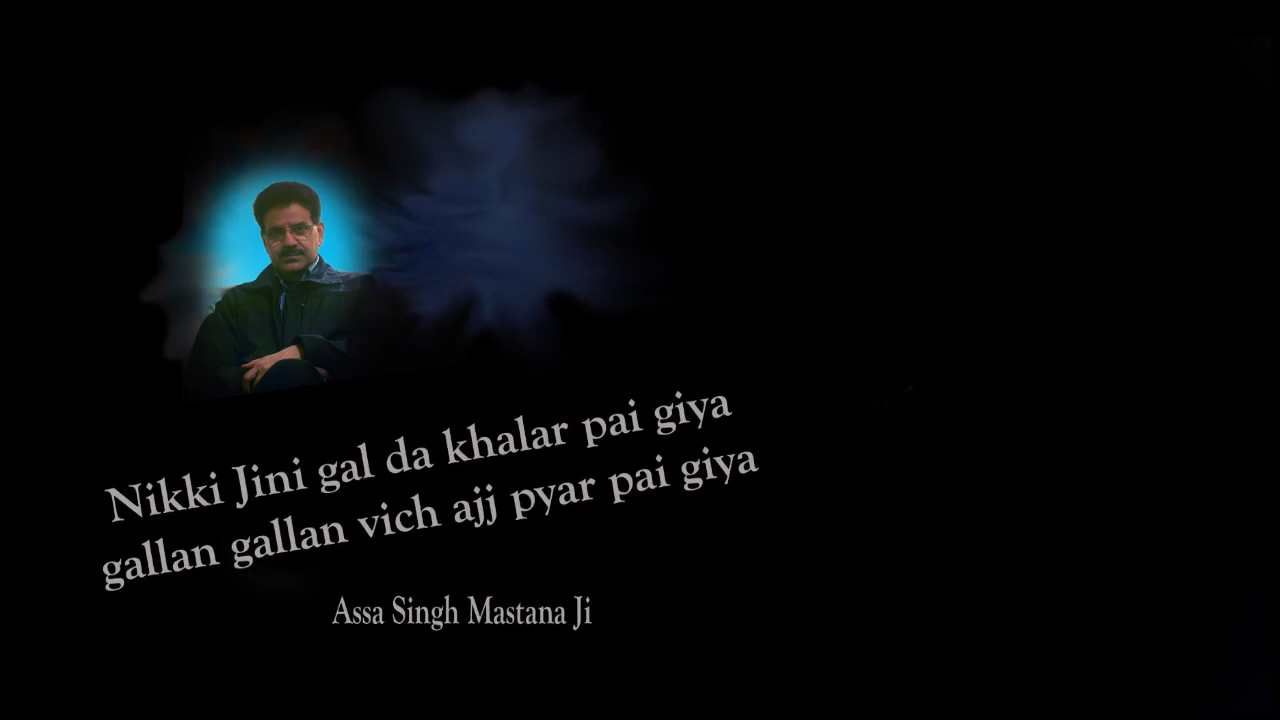 Nikki Jini gal da khalar pai giya
gallan gallan vich ajj pyar pai giya
Assa Singh Mastana Ji